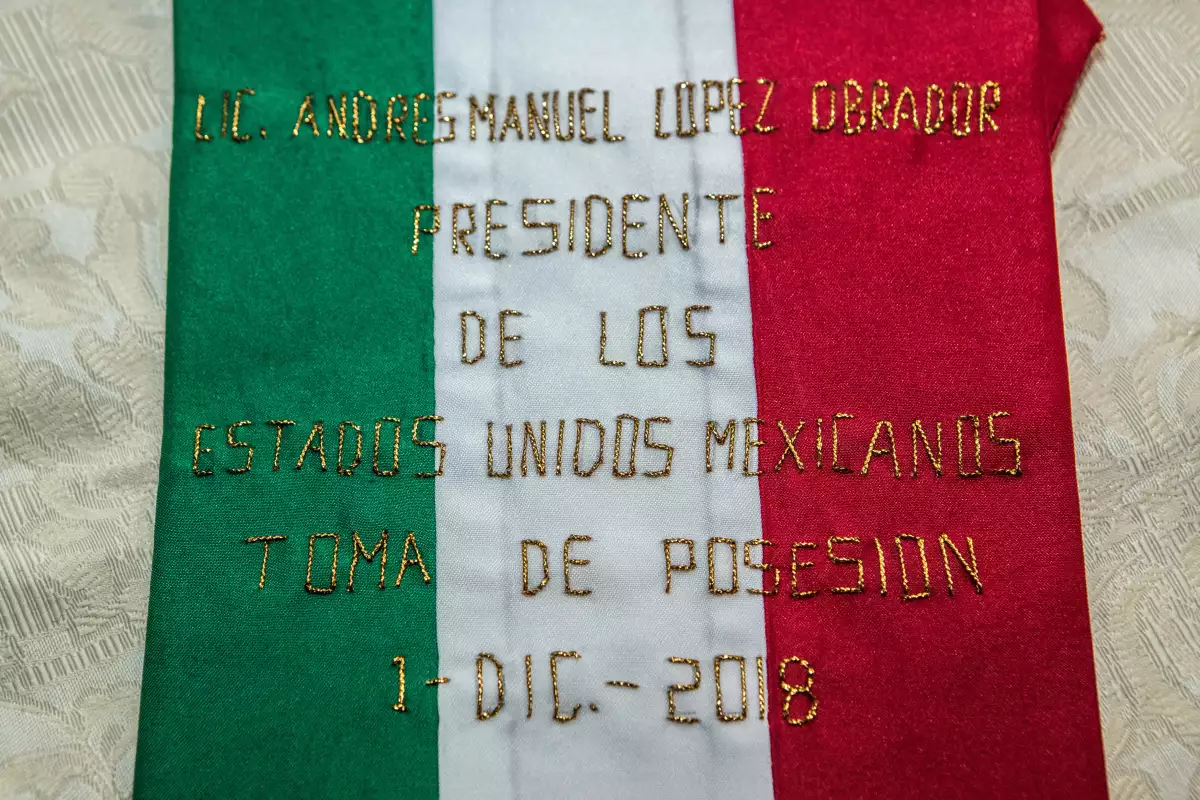 LIC. ANDRES MANUEL LOPEZ OBRADOR
PRESIDENTE
DE LOS
ESTADOS UNIDOS MEXICANOS
TOMA DE POSESION
1-DIC.-2018